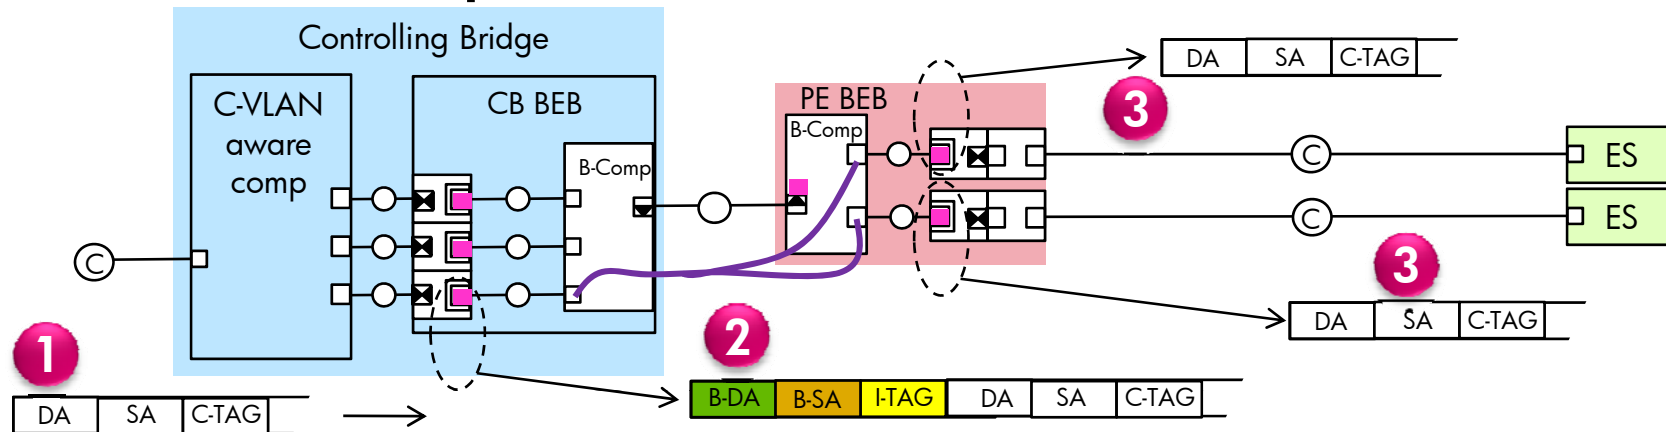 Controlling Bridge
C-VLAN
aware
comp
CB BEB
B-Comp
PE BEB
B-Comp
DA SA C-TAG
3
C
ES
C
ES
C
3
DA SA C-TAG
1
DA SA C-TAG
2
B-DA B-SA I-TAG DA SA C-TAG